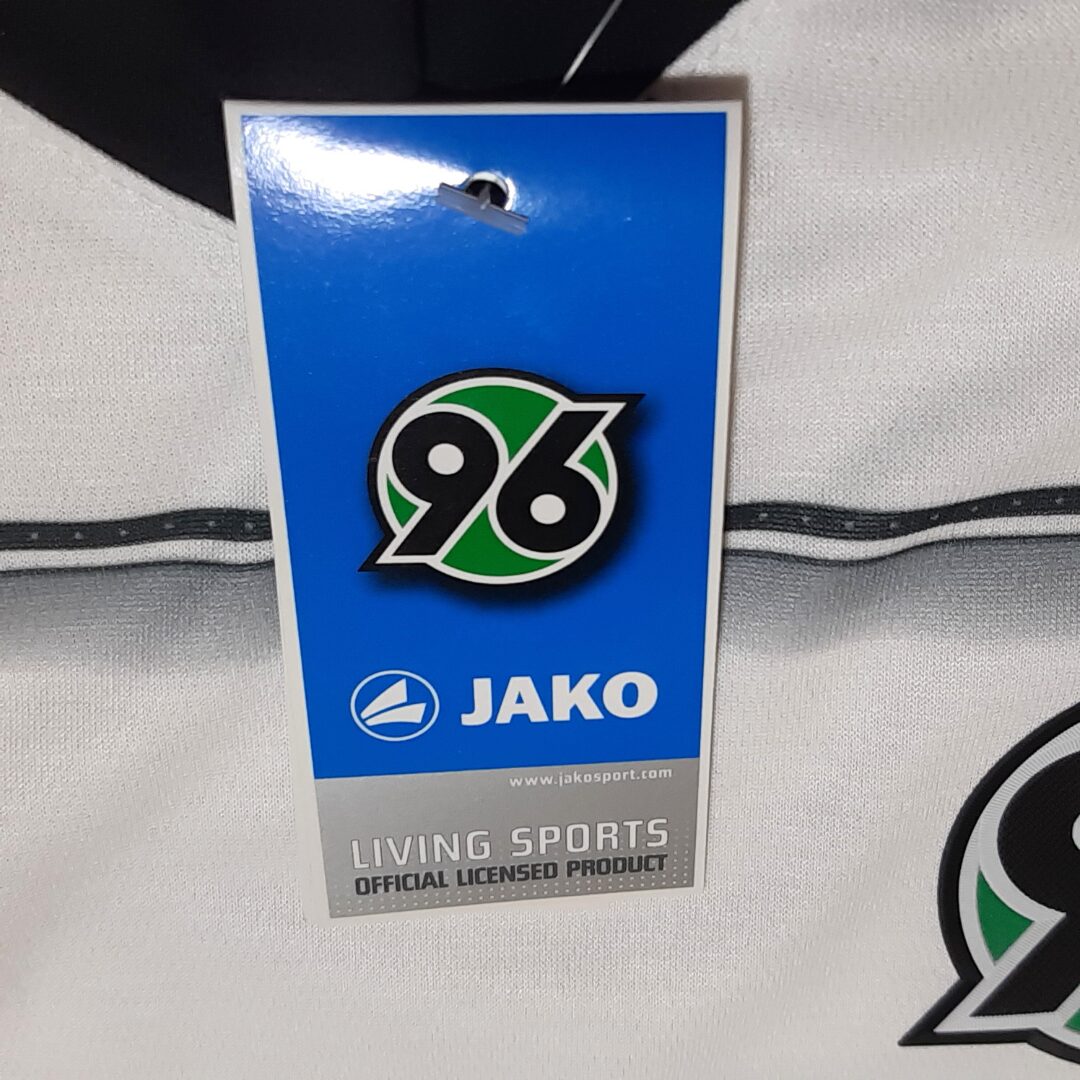 96
JAKO
www.jakosport.com
LIVING SPORTS
OFFICIAL LICENSED PRODUCT